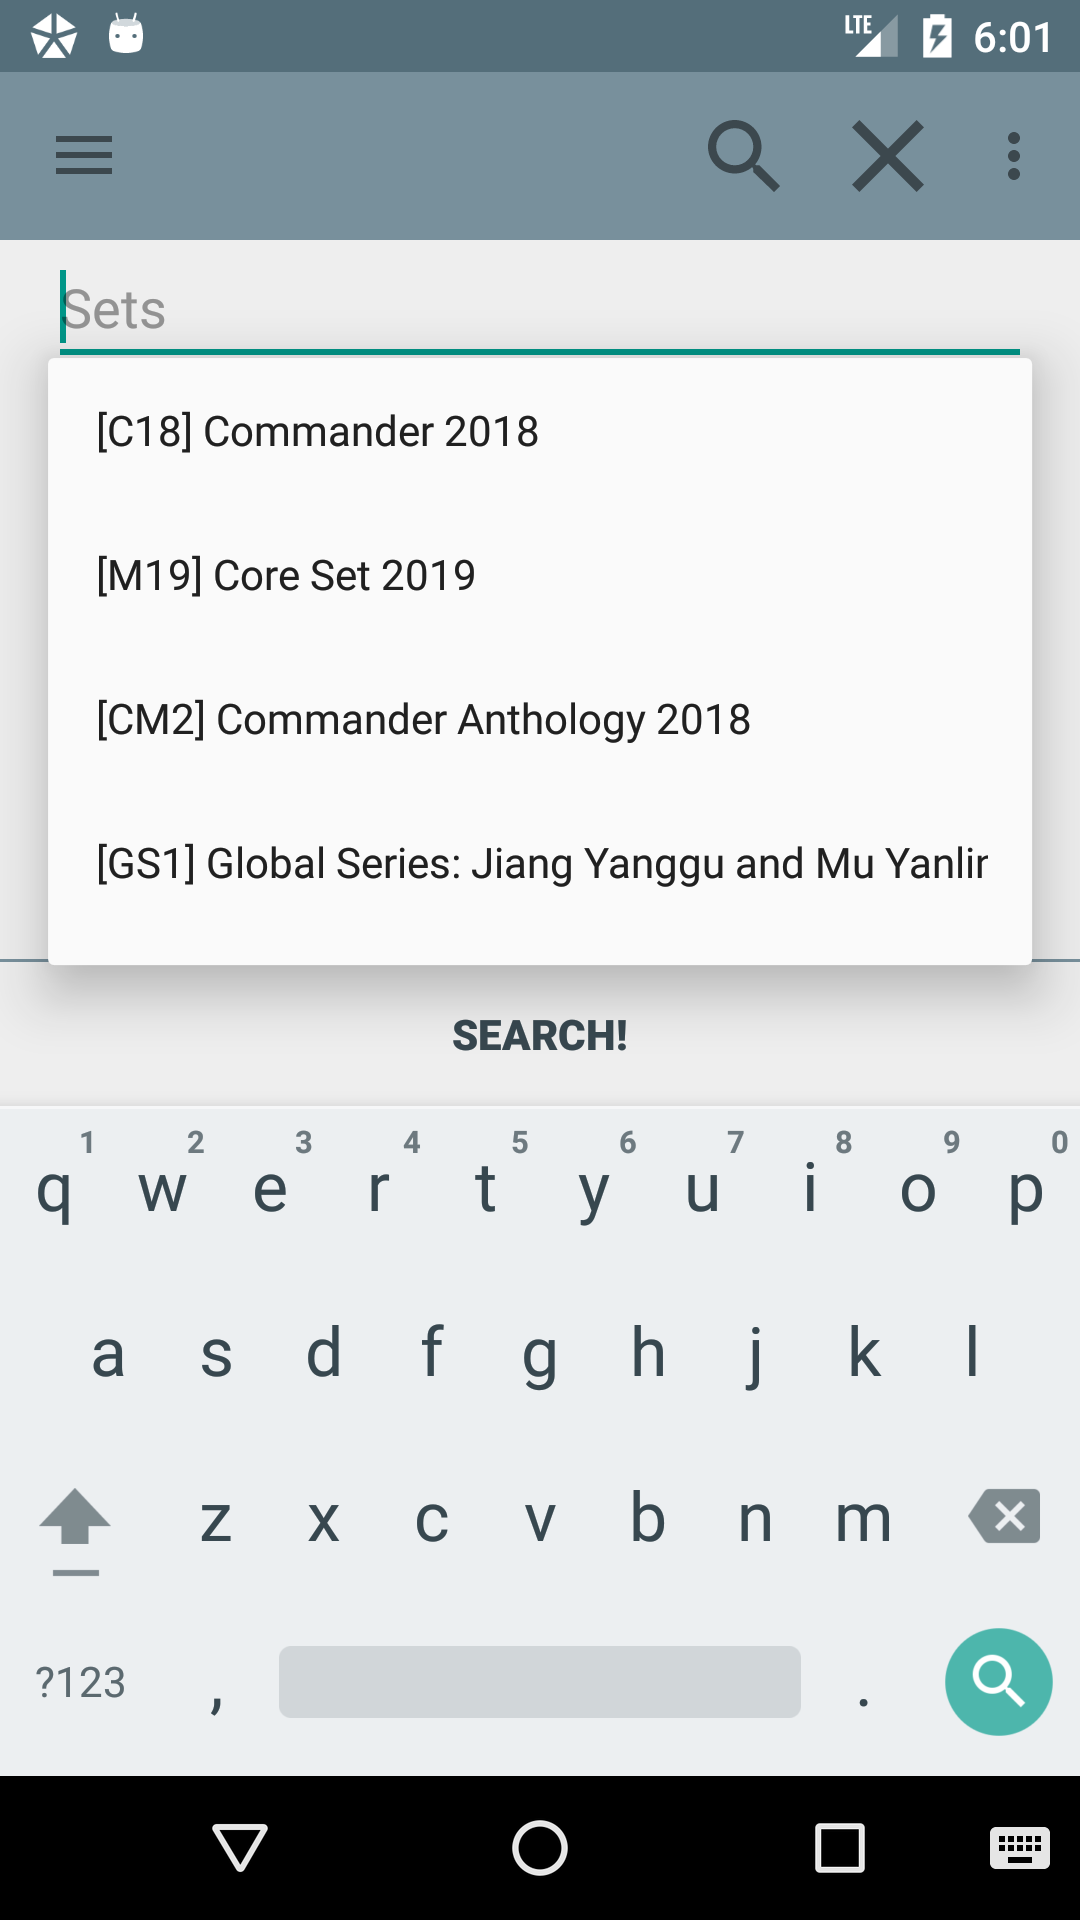 LTE 6:01
Sets
[C18] Commander 2018
[M19] Core Set 2019
[CM2] Commander Anthology 2018
[GS1] Global Series: Jiang Yanggu and Mu
SEARCH!
1 2 3 4 5 6 7 8 9 0
q w e r t y u i o p
a s d f g h j k l
z x c v b n m
?123 , .